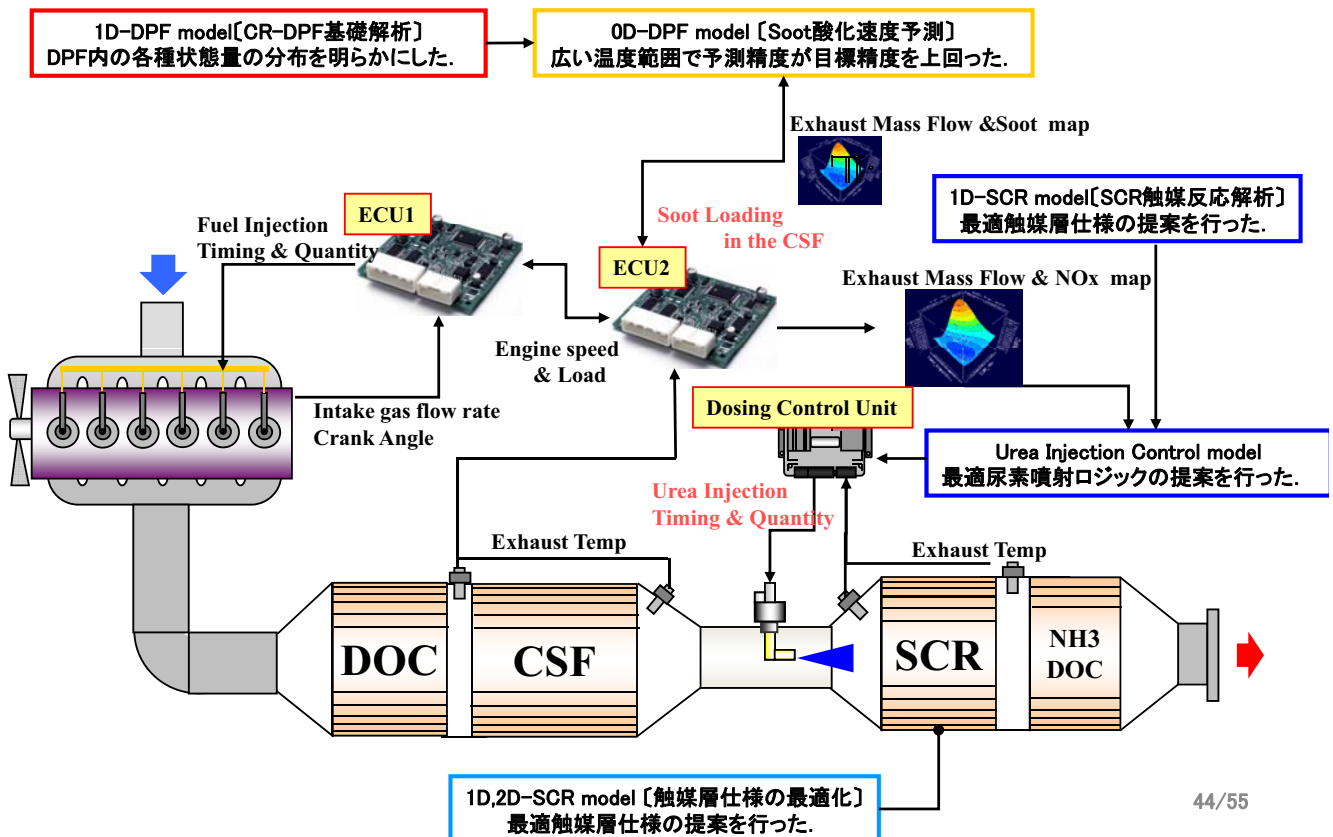 1D-DPF model〔CR-DPF基礎解析〕
DPF内の各種状態量の分布を明らかにした.
0D-DPF model 〔Soot酸化速度予測〕
広い温度範囲で予測精度が目標精度を上回った.
Exhaust Mass Flow &Soot map
1D-SCR model〔SCR触媒反応解析〕
最適触媒層仕様の提案を行った.
ECU1
Fuel Injection
Timing & Quantity
Soot Loading
in the CSF
ECU2
Exhaust Mass Flow & NOx map
Engine speed
& Load
Intake gas flow rate
Crank Angle
Dosing Control Unit
Urea Injection Control model
最適尿素噴射ロジックの提案を行った.
Urea Injection
Timing & Quantity
Exhaust Temp
Exhaust Temp
DOC
CSF
SCR
NH3
DOC
1D,2D-SCR model〔触媒層仕様の最適化〕
最適触媒層仕様の提案を行った.
44/55